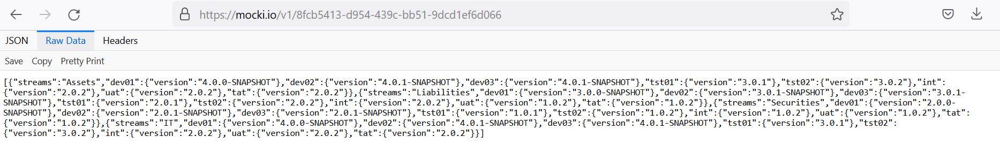 https://mocki.io/v1/8fcb5413-d954-439c-bb51-9dcd1ef6d066
JSON Raw Data Headers
Save Copy Pretty Print
[{"streams":"Assets","dev01":{"version":"4.0.0-SNAPSHOT"},"dev02":{"version":"4.0.1-SNAPSHOT"},"dev03":{"version":"4.0.1-SNAPSHOT"},"tst01":{"version":"3.0.1"},"tst02":{"version":"3.0.2"},"int":
{"version":"2.0.2"},"uat":{"version":"2.0.2"},"tat":{"version":"2.0.2"}},{"streams":"Liabilities","dev01":{"version":"3.0.0-SNAPSHOT"},"dev02":{"version":"3.0.1-SNAPSHOT"},"dev03":{"version":"3.0.1-
SNAPSHOT"},"tst01":{"version":"2.0.1"},"tst02":{"version":"2.0.2"},"int":{"version":"2.0.2"},"uat":{"version":"1.0.2"},"tat":{"version":"1.0.2"}},{"streams":"Securities","dev01":{"version":"2.0.0-
SNAPSHOT"},"dev02":{"version":"2.0.1-SNAPSHOT"},"dev03":{"version":"2.0.1-SNAPSHOT"},"tst01":{"version":"1.0.1"},"tst02":{"version":"1.0.2"},"int":{"version":"1.0.2"},"uat":{"version":"1.0.2"},"tat":
{"version":"1.0.2"}},{"streams":"IT","dev01":{"version":"4.0.0-SNAPSHOT"},"dev02":{"version":"4.0.1-SNAPSHOT"},"dev03":{"version":"4.0.1-SNAPSHOT"},"tst01":{"version":"3.0.1"},"tst02":
{"version":"3.0.2"},"int":{"version":"2.0.2"},"uat":{"version":"2.0.2"},"tat":{"version":"2.0.2"}}]